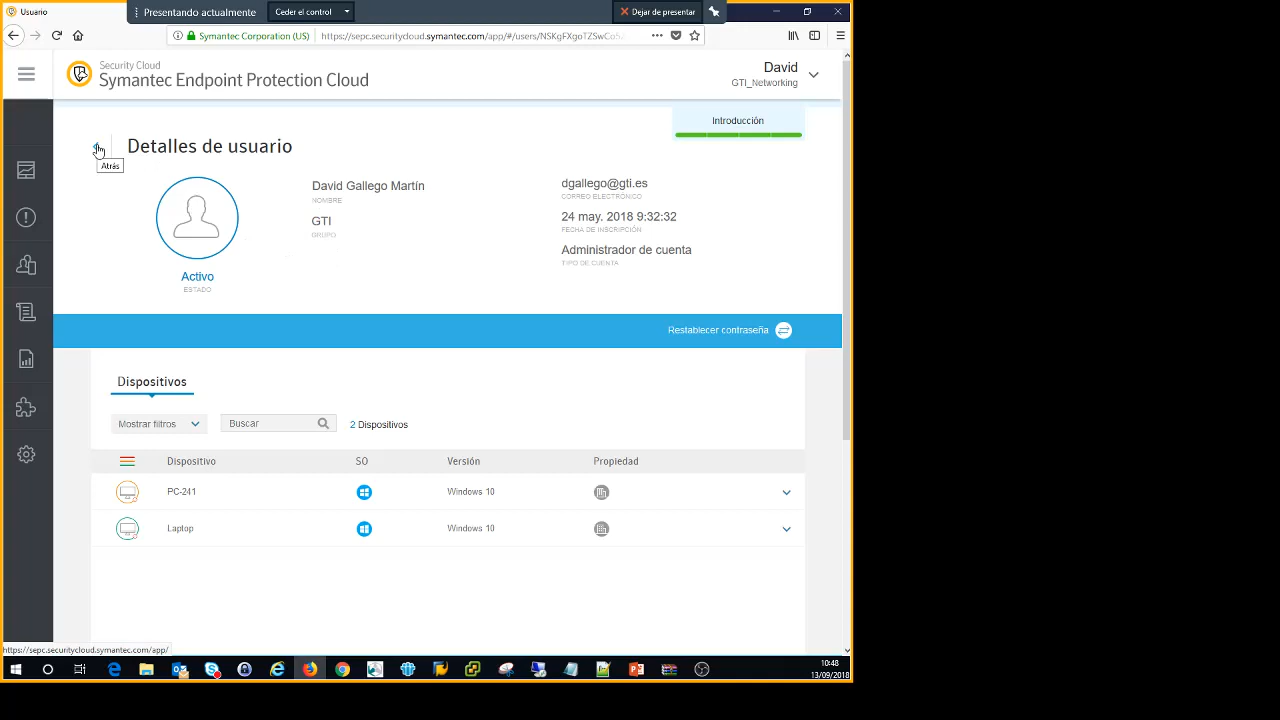 Usuario
Presentando actualmente
Ceder el control
Dejar de presentar
Symantec Corporation (US)
https://sepc.securitycloud.symantec.com/app/#/users/NSKgFXgoTZSwCo5
Security Cloud
Symantec Endpoint Protection Cloud
David
GTI_Networking
Introducción
Detalles de usuario
Atrás
David Gallego Martín
NOMBRE
GTI
GRUPO
dgallego@gti.es
CORREO ELECTRÓNICO
24 may. 2018 9:32:32
FECHA DE INSCRIPCIÓN
Administrador de cuenta
TIPO DE CUENTA
Activo
ESTADO
Restablecer contraseña
Dispositivos
Mostrar filtros
Buscar
2 Dispositivos
Dispositivo SO Versión Propiedad
PC-241 Windows 10
Laptop Windows 10
https://sepc.securitycloud.symantec.com/app/
10:48
13/09/2018